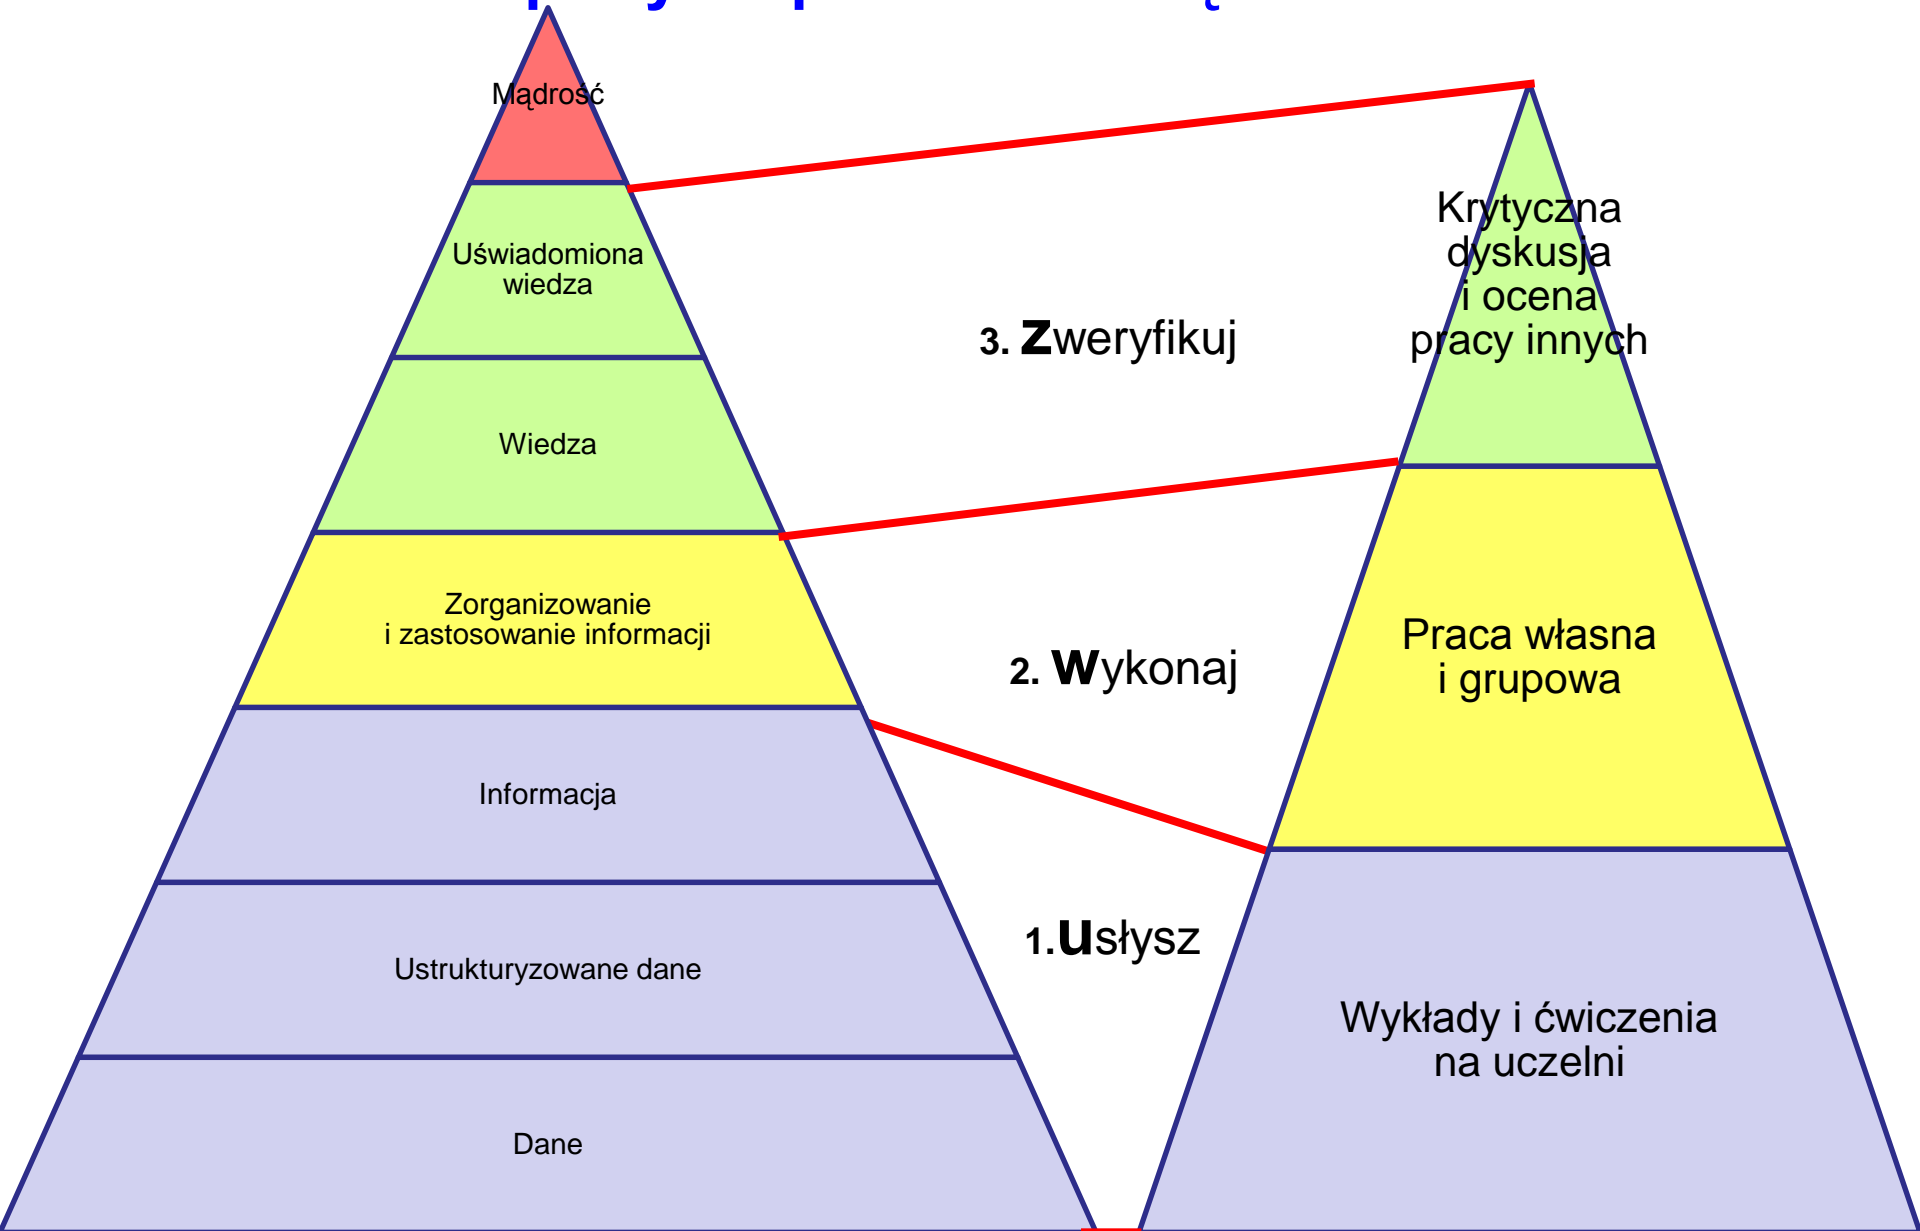 Mądrość
Uświadomiona
wiedza
Wiedza
Zorganizowanie
i zastosowanie informacji
Informacja
Ustrukturyzowane dane
Dane
3. zweryfikuj
2. wykonaj
1.usłysz
Krytyczna
dyskusja
i ocena
pracy innych
Praca własna
i grupowa
Wykłady i ćwiczenia
na uczelni